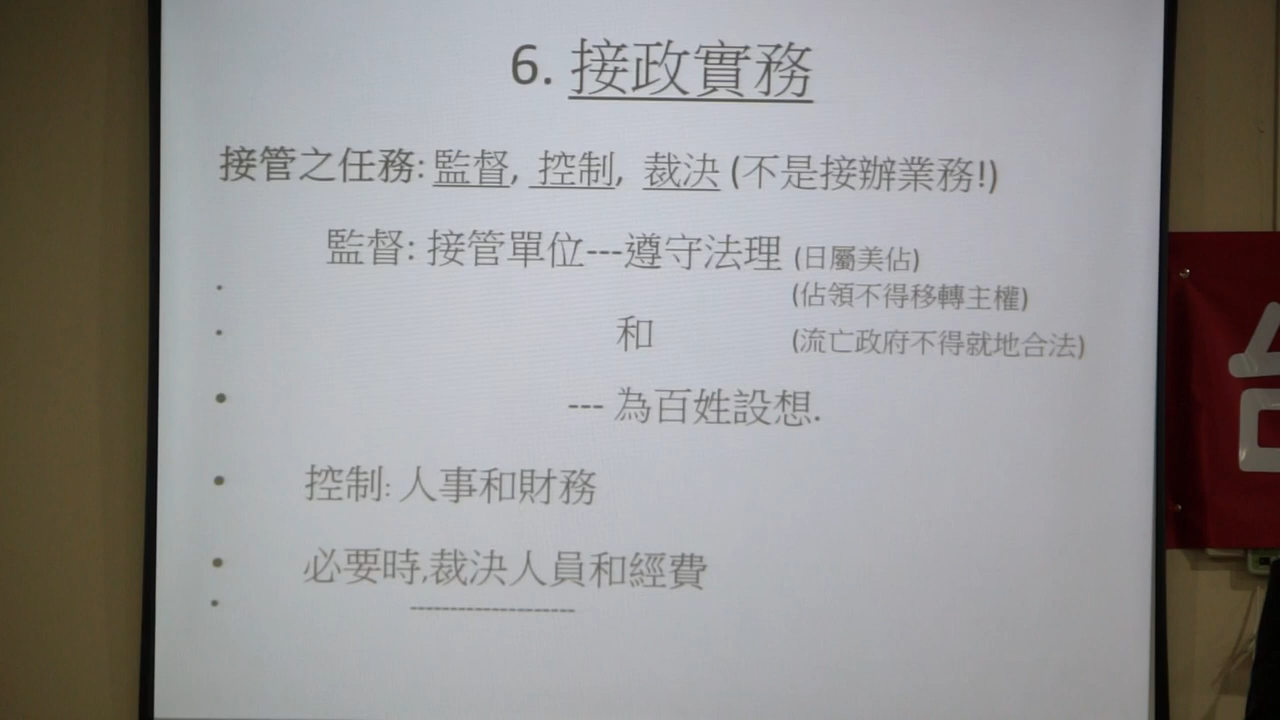 6. 接政實務
接管之任務: 監督, 控制, 裁決 (不是接辦業務!)
監督: 接管單位---遵守法理 (日屬美佔)
• (佔領不得移轉主權)
• 和 (流亡政府不得就地合法)
• --- 為百姓設想.
• 控制: 人事和財務
• 必要時,裁決人員和經費
• --------------------